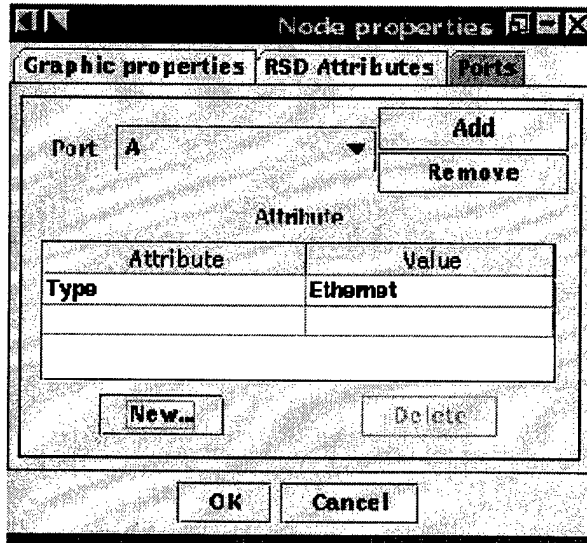 Node properties
Graphic properties RSD Attributes Ports
Port A Add
Remove
Attribute
Attribute Value
Type Ethernet
New... Delete
OK Cancel